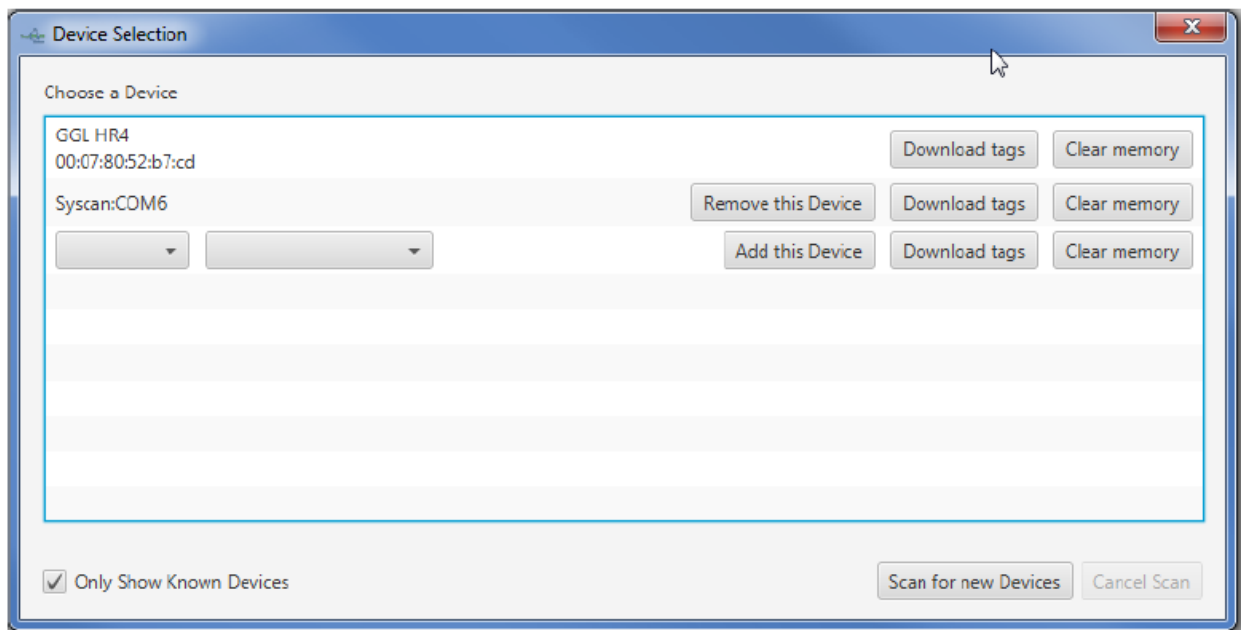 Device Selection
Choose a Device
GGL HR4
00:07:80:52:b7:cd
Download tags Clear memory
Syscan:COM6 Remove this Device Download tags Clear memory
Add this Device Download tags Clear memory
Only Show Known Devices Scan for new Devices Cancel Scan